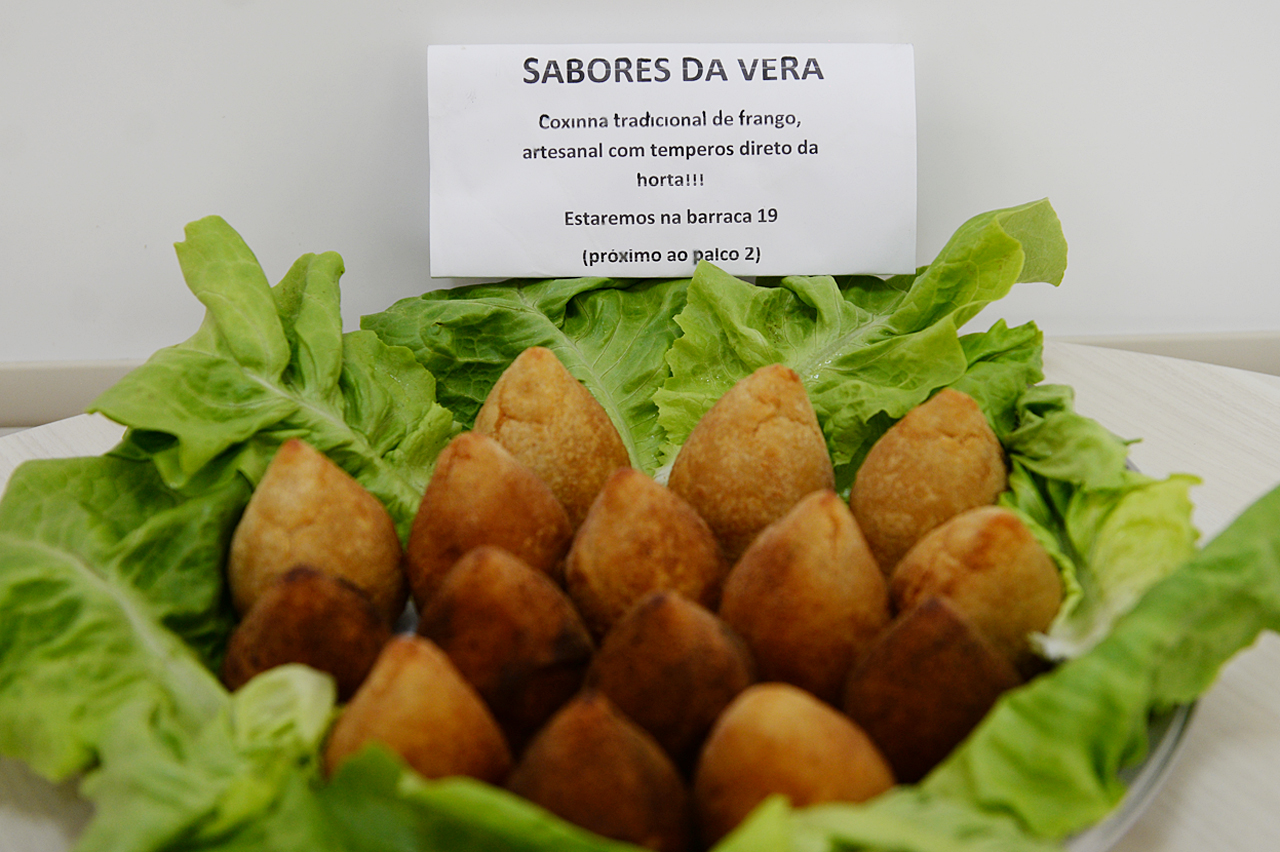 SABORES DA VERA
Coxinha tradicional de frango,
artesanal com temperos direto da
horta!!!
Estaremos na barraca 19
(próximo ao palco 2)